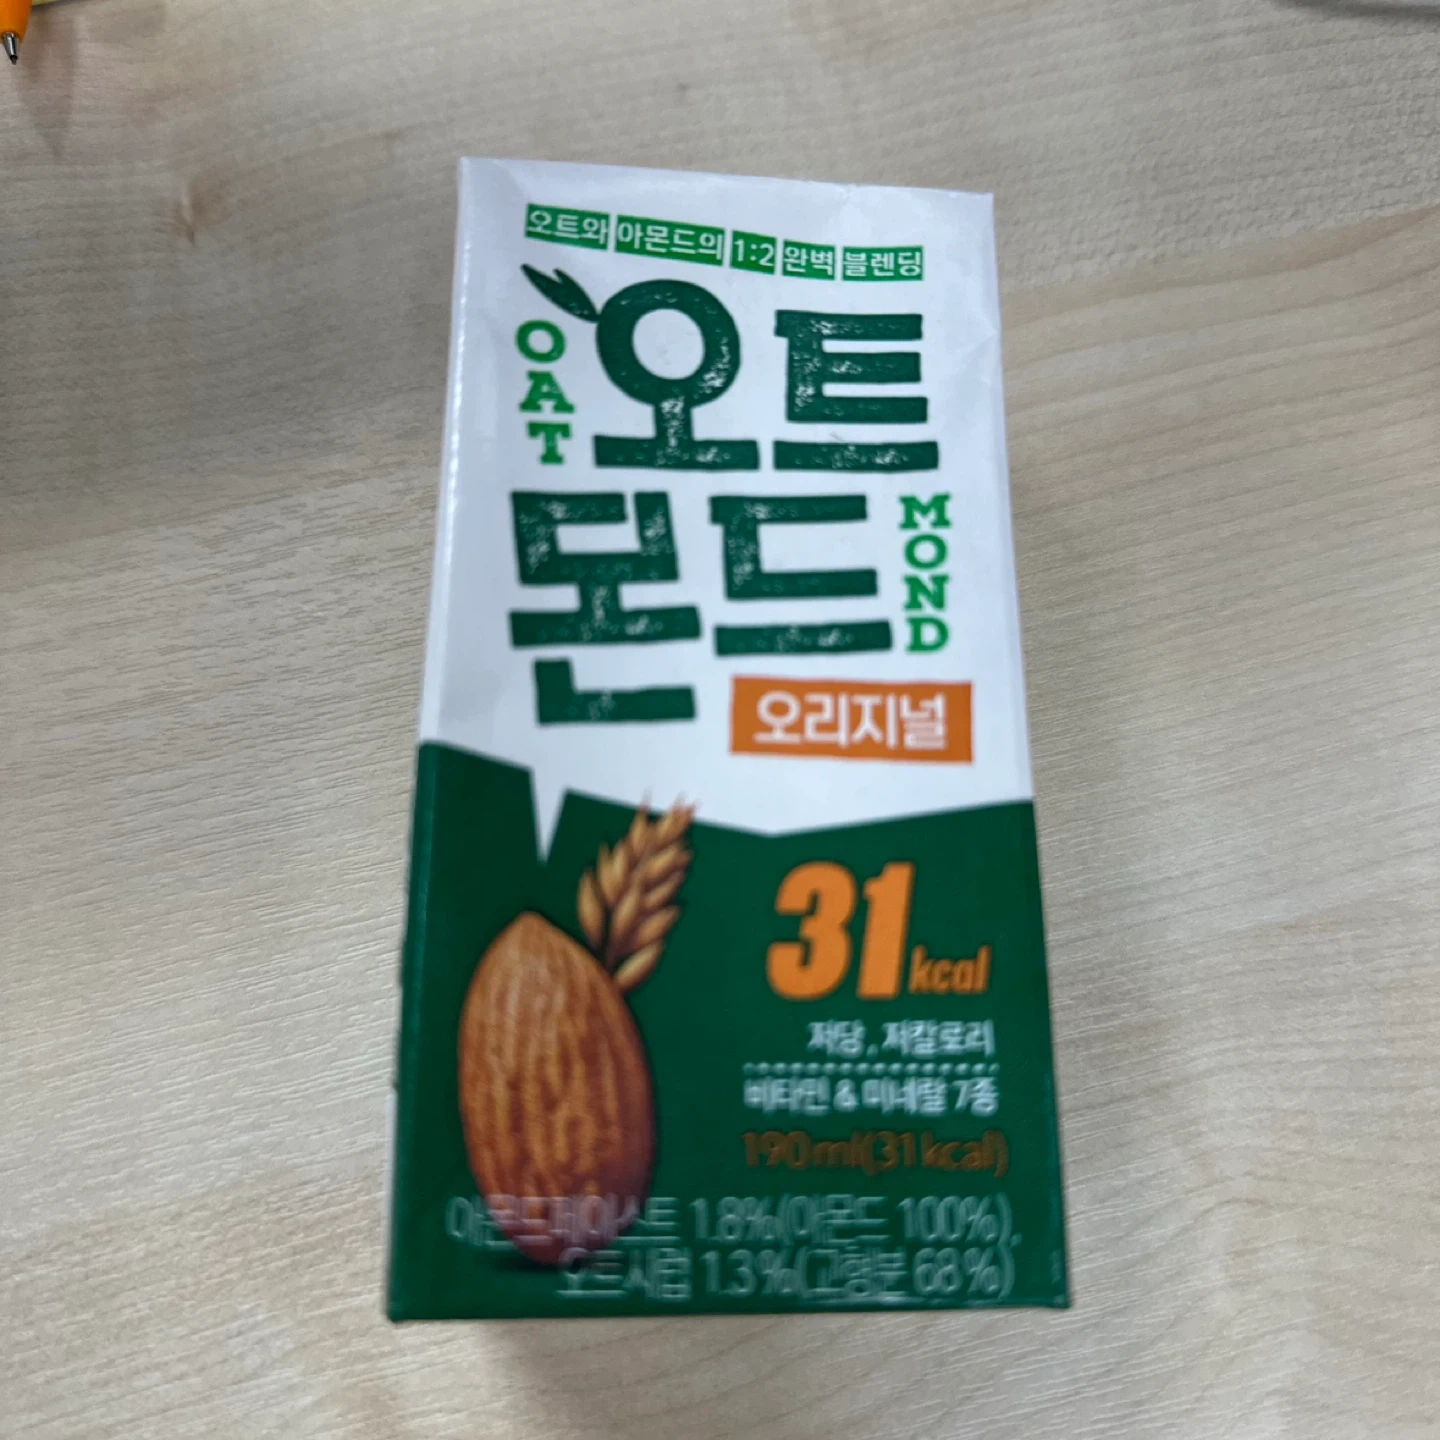 오트와 아몬드의 1:2 완벽 블렌딩
OAT
오트
몬드
MOND
오리지널
31 kcal
저당, 저칼로리
비타민 & 미네랄 7종
190ml(31kcal)
아몬드페이스트 1.8%(아몬드 100%),
오트시럽 1.3%(고형분 68%)